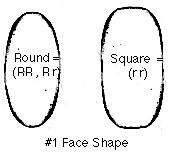 Round =
(RR, Rr)
Square =
(rr)
#1 Face Shape